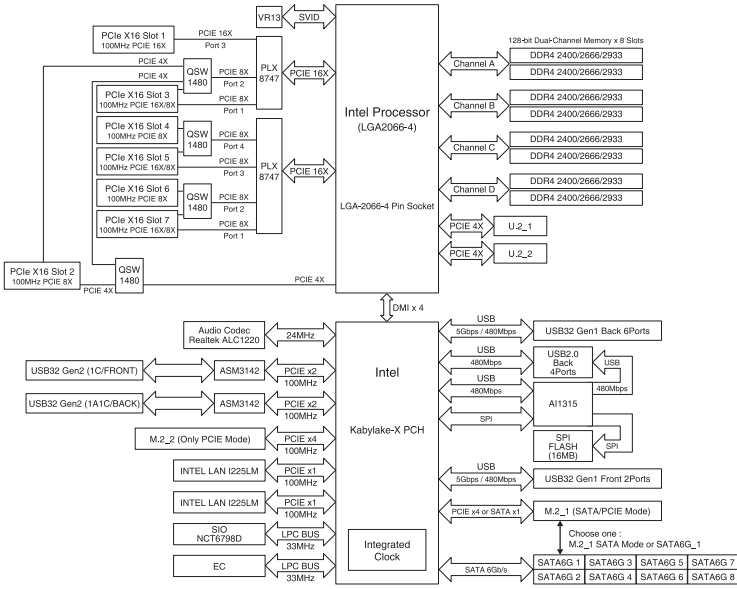 VR13
SVID
PCIe X16 Slot 1
100MHz PCIE 16X
PCIE 16X
Port 3
PCIE 4X
PCIE 4X
QSW
1480
PCIE 8X
Port 2
PLX
8747
PCIE 16X
PCIe X16 Slot 3
100MHz PCIE 16X/8X
PCIE 8X
Port 1
PCIe X16 Slot 4
100MHz PCIE 8X
QSW
1480
PCIE 8X
Port 4
PCIe X16 Slot 5
100MHz PCIE 16X/8X
PCIE 8X
Port 3
PLX
8747
PCIE 16X
PCIe X16 Slot 6
100MHz PCIE 8X
QSW
1480
PCIE 8X
Port 2
PCIe X16 Slot 7
100MHz PCIE 16X/8X
PCIE 8X
Port 1
PCIe X16 Slot 2
100MHz PCIE 8X
PCIE 4X
QSW
1480
PCIE 4X
Intel Processor
(LGA2066-4)
LGA-2066-4 Pin Socket
128-bit Dual-Channel Memory x 8 Slots
Channel A
DDR4 2400/2666/2933
DDR4 2400/2666/2933
Channel B
DDR4 2400/2666/2933
DDR4 2400/2666/2933
Channel C
DDR4 2400/2666/2933
DDR4 2400/2666/2933
Channel D
DDR4 2400/2666/2933
DDR4 2400/2666/2933
PCIE 4X
U.2_1
PCIE 4X
U.2_2
DMI x 4
Audio Codec
Realtek ALC1220
24MHz
USB32 Gen2 (1C/FRONT)
ASM3142
PCIE x2
100MHz
USB32 Gen2 (1A1C/BACK)
ASM3142
PCIE x2
100MHz
M.2_2 (Only PCIE Mode)
PCIE x4
100MHz
INTEL LAN I225LM
PCIE x1
100MHz
INTEL LAN I225LM
PCIE x1
100MHz
SIO
NCT6798D
LPC BUS
33MHz
EC
LPC BUS
33MHz
Intel
Kabylake-X PCH
Integrated
Clock
USB
5Gbps / 480Mbps
USB32 Gen1 Back 6Ports
USB
480Mbps
USB2.0
Back
4Ports
USB
480Mbps
USB
480Mbps
AI1315
SPI
SPI
FLASH
(16MB)
SPI
USB
5Gbps / 480Mbps
USB32 Gen1 Front 2Ports
PCIE x4 or SATA x1
M.2_1 (SATA/PCIE Mode)
Choose one :
M.2_1 SATA Mode or SATA6G_1
SATA 6Gb/s
SATA6G 1 SATA6G 3 SATA6G 5 SATA6G 7
SATA6G 2 SATA6G 4 SATA6G 6 SATA6G 8